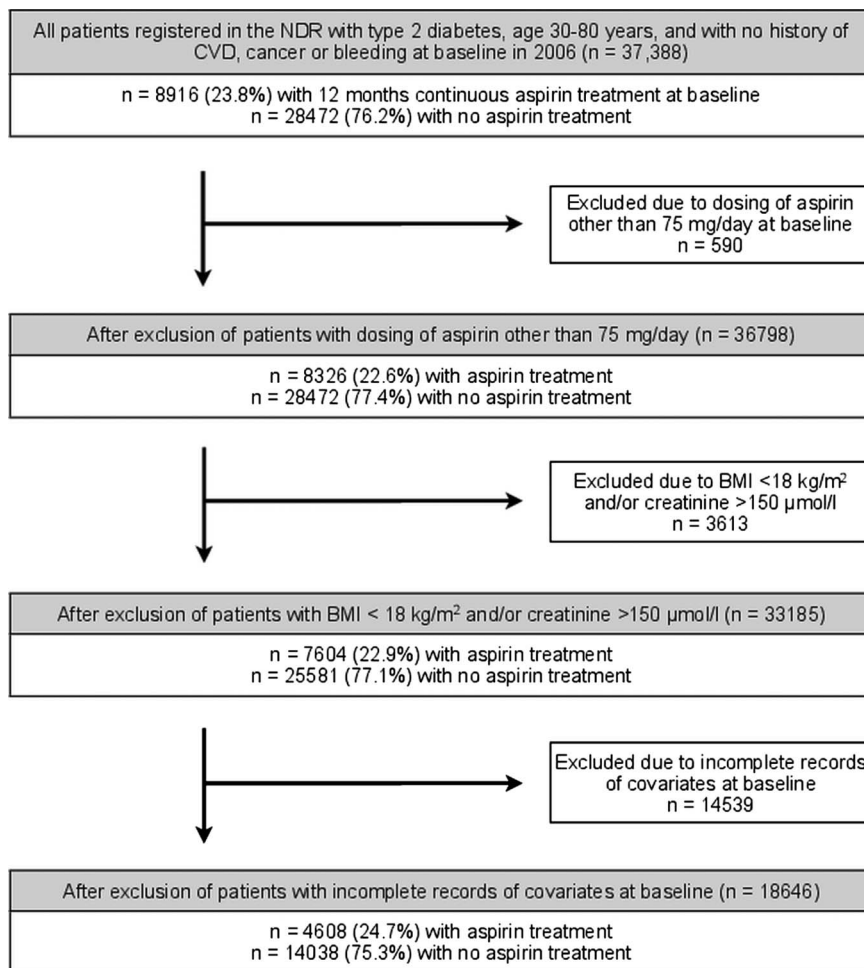 All patients registered in the NDR with type 2 diabetes, age 30-80 years, and with no history of
CVD, cancer or bleeding at baseline in 2006 (n = 37,388)
n = 8916 (23.8%) with 12 months continuous aspirin treatment at baseline
n = 28472 (76.2%) with no aspirin treatment
Excluded due to dosing of aspirin
other than 75 mg/day at baseline
n = 590
After exclusion of patients with dosing of aspirin other than 75 mg/day (n = 36798)
n = 8326 (22.6%) with aspirin treatment
n = 28472 (77.4%) with no aspirin treatment
Excluded due to BMI <18 kg/m²
and/or creatinine >150 µmol/l
n = 3613
After exclusion of patients with BMI < 18 kg/m² and/or creatinine >150 µmol/l (n = 33185)
n = 7604 (22.9%) with aspirin treatment
n = 25581 (77.1%) with no aspirin treatment
Excluded due to incomplete records
of covariates at baseline
n = 14539
After exclusion of patients with incomplete records of covariates at baseline (n = 18646)
n = 4608 (24.7%) with aspirin treatment
n = 14038 (75.3%) with no aspirin treatment